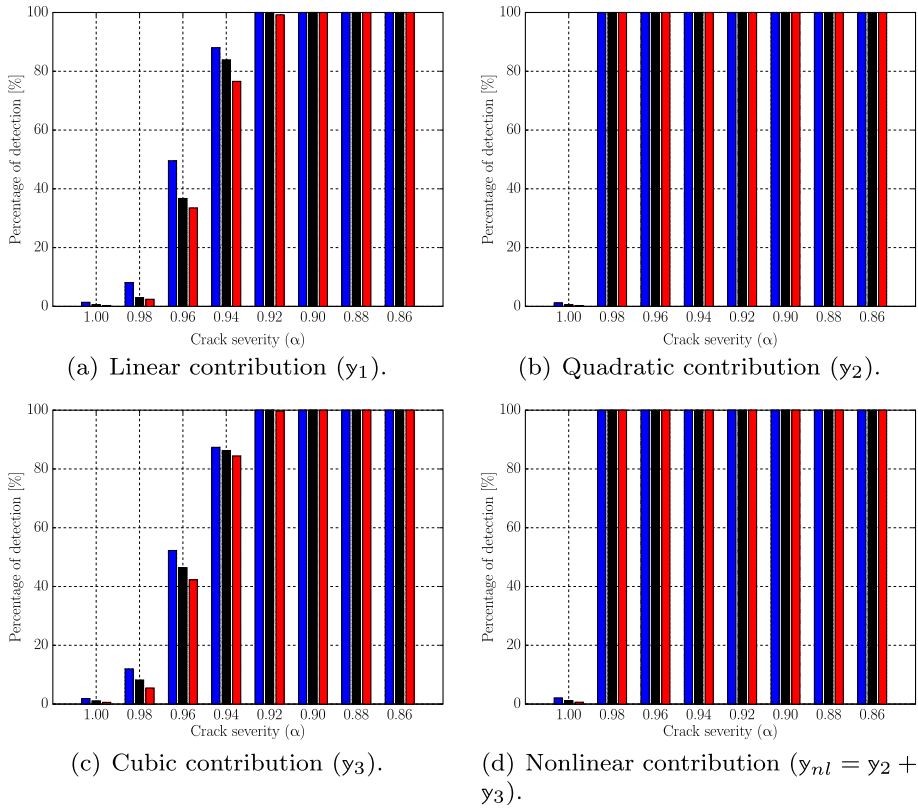 100
80
60
40
20
0
Percentage of detection [%]
1.00 0.98 0.96 0.94 0.92 0.90 0.88 0.86
Crack severity (α)
(a) Linear contribution (y₁).
100
80
60
40
20
0
Percentage of detection [%]
1.00 0.98 0.96 0.94 0.92 0.90 0.88 0.86
Crack severity (α)
(b) Quadratic contribution (y₂).
100
80
60
40
20
0
Percentage of detection [%]
1.00 0.98 0.96 0.94 0.92 0.90 0.88 0.86
Crack severity (α)
(c) Cubic contribution (y₃).
100
80
60
40
20
0
Percentage of detection [%]
1.00 0.98 0.96 0.94 0.92 0.90 0.88 0.86
Crack severity (α)
(d) Nonlinear contribution (yₙₗ = y₂ +
y₃).